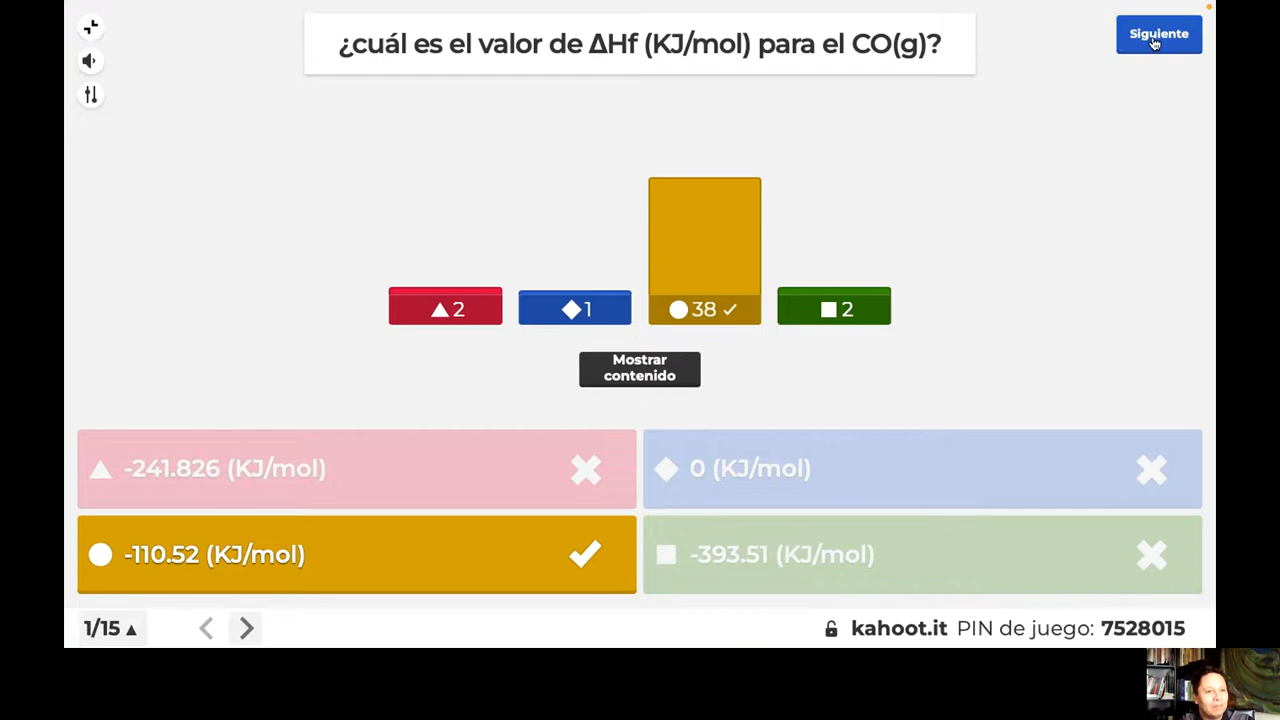 ¿cuál es el valor de ΔHf (KJ/mol) para el CO(g)?
Siguiente
2
1
38
2
Mostrar
contenido
-241.826 (KJ/mol)
0 (KJ/mol)
-110.52 (KJ/mol)
-393.51 (KJ/mol)
1/15
kahoot.it PIN de juego: 7528015